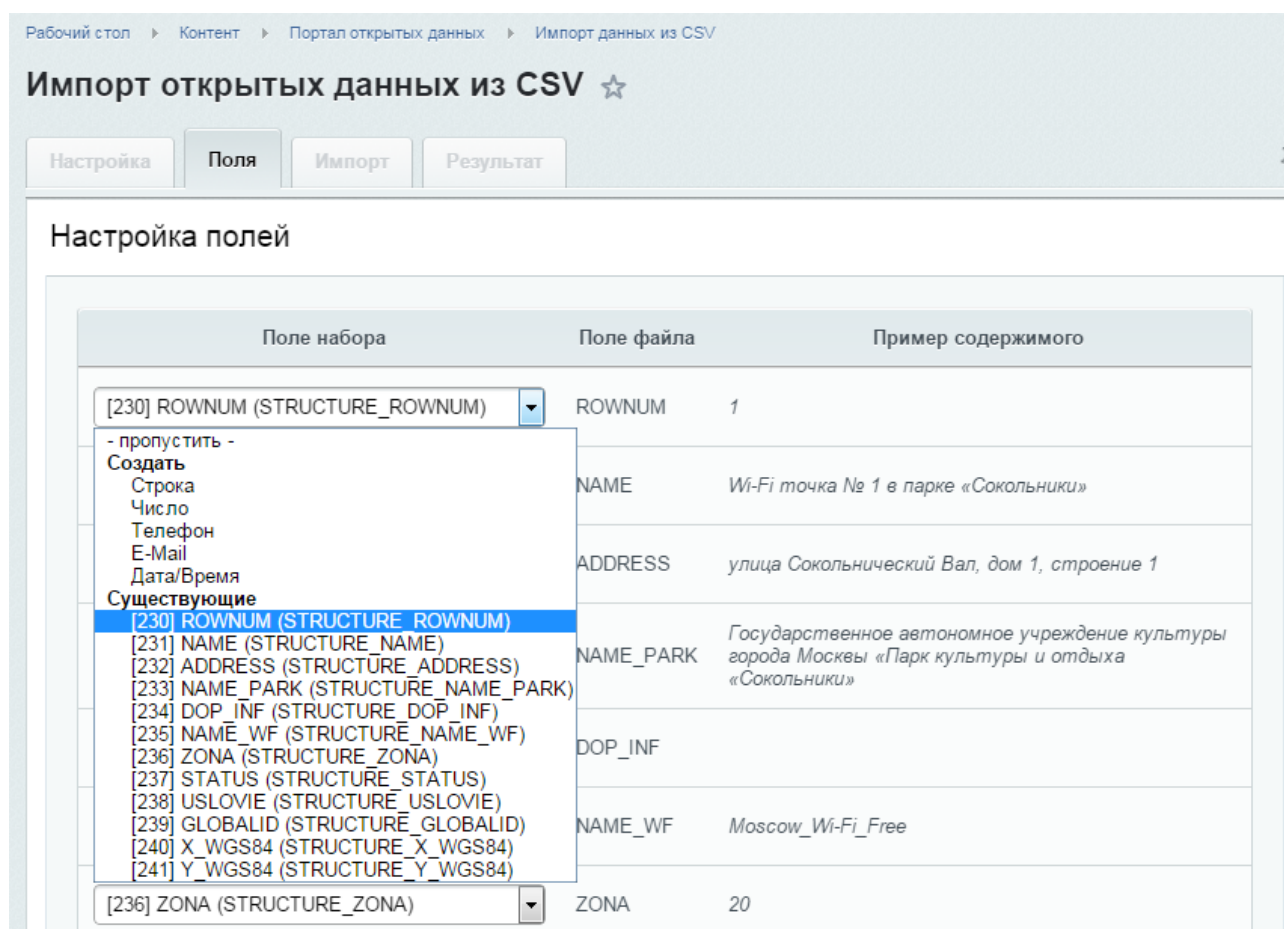 Рабочий стол Контент Портал открытых данных Импорт данных из CSV
Импорт открытых данных из CSV
Настройка Поля Импорт Результат
Настройка полей
Поле набора Поле файла Пример содержимого
[230] ROWNUM (STRUCTURE_ROWNUM) ROWNUM 1
- пропустить -
Создать
Строка
Число
Телефон
E-Mail
Дата/Время
Существующие
[230] ROWNUM (STRUCTURE_ROWNUM)
[231] NAME (STRUCTURE_NAME)
[232] ADDRESS (STRUCTURE_ADDRESS)
[233] NAME_PARK (STRUCTURE_NAME_PARK)
[234] DOP_INF (STRUCTURE_DOP_INF)
[235] NAME_WF (STRUCTURE_NAME_WF)
[236] ZONA (STRUCTURE_ZONA)
[237] STATUS (STRUCTURE_STATUS)
[238] USLOVIE (STRUCTURE_USLOVIE)
[239] GLOBALID (STRUCTURE_GLOBALID)
[240] X_WGS84 (STRUCTURE_X_WGS84)
[241] Y_WGS84 (STRUCTURE_Y_WGS84)
NAME Wi-Fi точка № 1 в парке «Сокольники»
ADDRESS улица Сокольнический Вал, дом 1, строение 1
NAME_PARK Государственное автономное учреждение культуры
города Москвы «Парк культуры и отдыха
«Сокольники»
DOP_INF
NAME_WF Moscow_Wi-Fi_Free
[236] ZONA (STRUCTURE_ZONA) ZONA 20